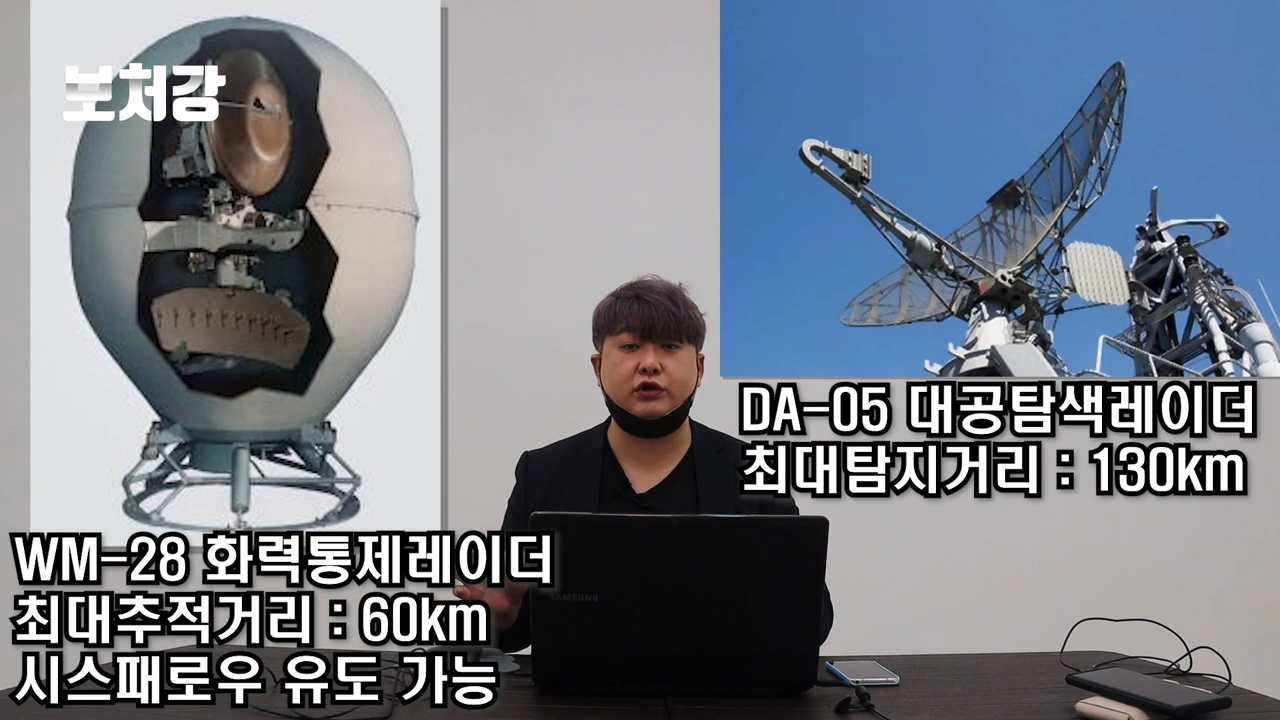 보처강
DA-05 대공탐색레이더
최대탐지거리 : 130km
WM-28 화력통제레이더
최대추적거리 : 60km
시스패로우 유도 가능
SAMSUNG